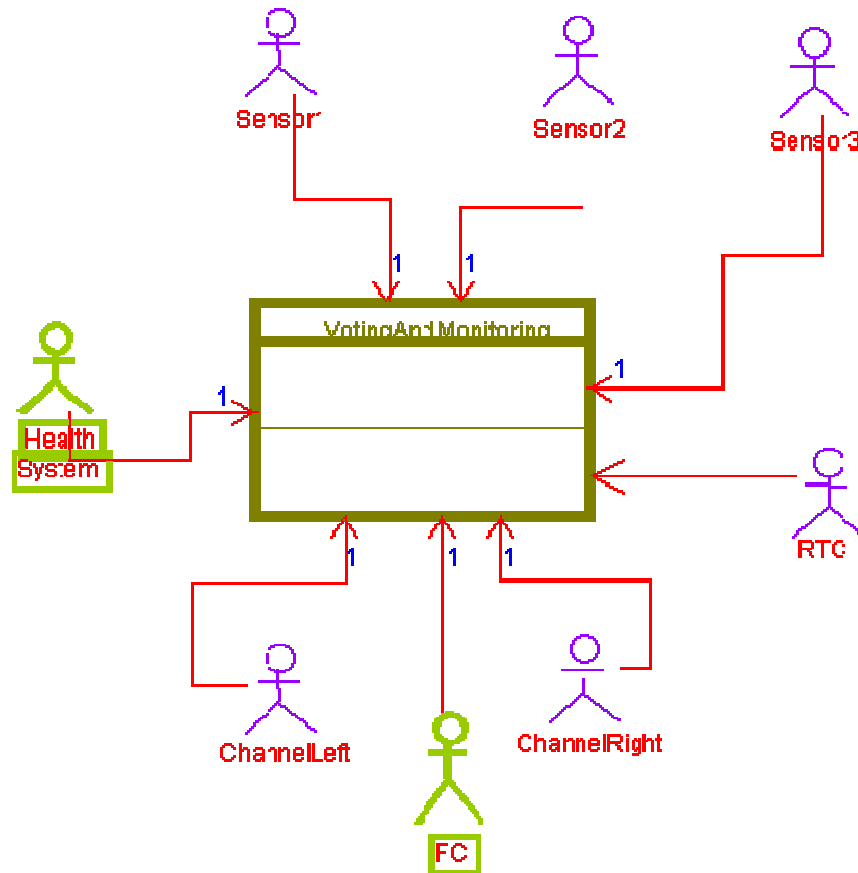 Sensor1
Sensor2
Sensor3
1
1
VotingAndMonitoring
1
1
Health
System
RTC
1
1
1
ChannelLeft
ChannelRight
FC